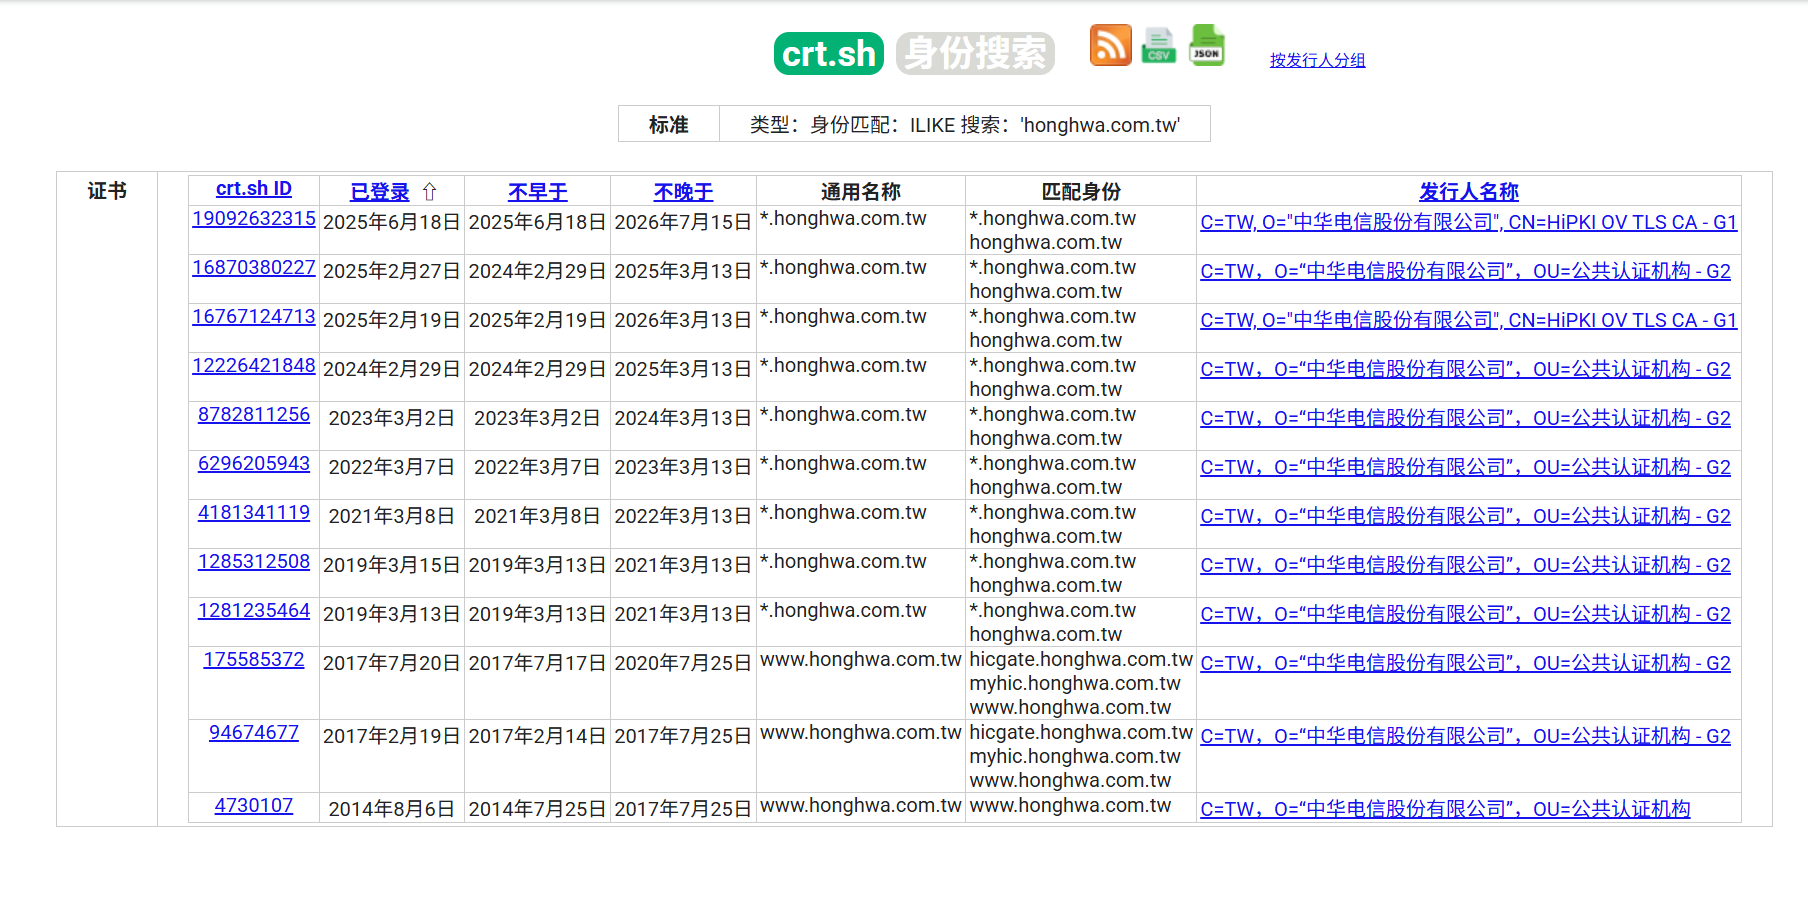 crt.sh 身份搜索 CSV JSON 按发行人分组
标准 类型：身份匹配：ILIKE 搜索：'honghwa.com.tw'
证书 crt.sh ID 已登录 ⇧ 不早于 不晚于 通用名称 匹配身份 发行人名称
19092632315 2025年6月18日 2025年6月18日 2026年7月15日 *.honghwa.com.tw *.honghwa.com.tw C=TW, O="中华电信股份有限公司", CN=HiPKI OV TLS CA - G1
honghwa.com.tw
16870380227 2025年2月27日 2024年2月29日 2025年3月13日 *.honghwa.com.tw *.honghwa.com.tw C=TW，O=“中华电信股份有限公司”，OU=公共认证机构 - G2
honghwa.com.tw
16767124713 2025年2月19日 2025年2月19日 2026年3月13日 *.honghwa.com.tw *.honghwa.com.tw C=TW, O="中华电信股份有限公司", CN=HiPKI OV TLS CA - G1
honghwa.com.tw
12226421848 2024年2月29日 2024年2月29日 2025年3月13日 *.honghwa.com.tw *.honghwa.com.tw C=TW，O=“中华电信股份有限公司”，OU=公共认证机构 - G2
honghwa.com.tw
8782811256 2023年3月2日 2023年3月2日 2024年3月13日 *.honghwa.com.tw *.honghwa.com.tw C=TW，O=“中华电信股份有限公司”，OU=公共认证机构 - G2
honghwa.com.tw
6296205943 2022年3月7日 2022年3月7日 2023年3月13日 *.honghwa.com.tw *.honghwa.com.tw C=TW，O=“中华电信股份有限公司”，OU=公共认证机构 - G2
honghwa.com.tw
4181341119 2021年3月8日 2021年3月8日 2022年3月13日 *.honghwa.com.tw *.honghwa.com.tw C=TW，O=“中华电信股份有限公司”，OU=公共认证机构 - G2
honghwa.com.tw
1285312508 2019年3月15日 2019年3月13日 2021年3月13日 *.honghwa.com.tw *.honghwa.com.tw C=TW，O=“中华电信股份有限公司”，OU=公共认证机构 - G2
honghwa.com.tw
1281235464 2019年3月13日 2019年3月13日 2021年3月13日 *.honghwa.com.tw *.honghwa.com.tw C=TW，O=“中华电信股份有限公司”，OU=公共认证机构 - G2
honghwa.com.tw
175585372 2017年7月20日 2017年7月17日 2020年7月25日 www.honghwa.com.tw hicgate.honghwa.com.tw C=TW，O=“中华电信股份有限公司”，OU=公共认证机构 - G2
myhic.honghwa.com.tw
www.honghwa.com.tw
94674677 2017年2月19日 2017年2月14日 2017年7月25日 www.honghwa.com.tw hicgate.honghwa.com.tw C=TW，O=“中华电信股份有限公司”，OU=公共认证机构 - G2
myhic.honghwa.com.tw
www.honghwa.com.tw
4730107 2014年8月6日 2014年7月25日 2017年7月25日 www.honghwa.com.tw www.honghwa.com.tw C=TW，O=“中华电信股份有限公司”，OU=公共认证机构